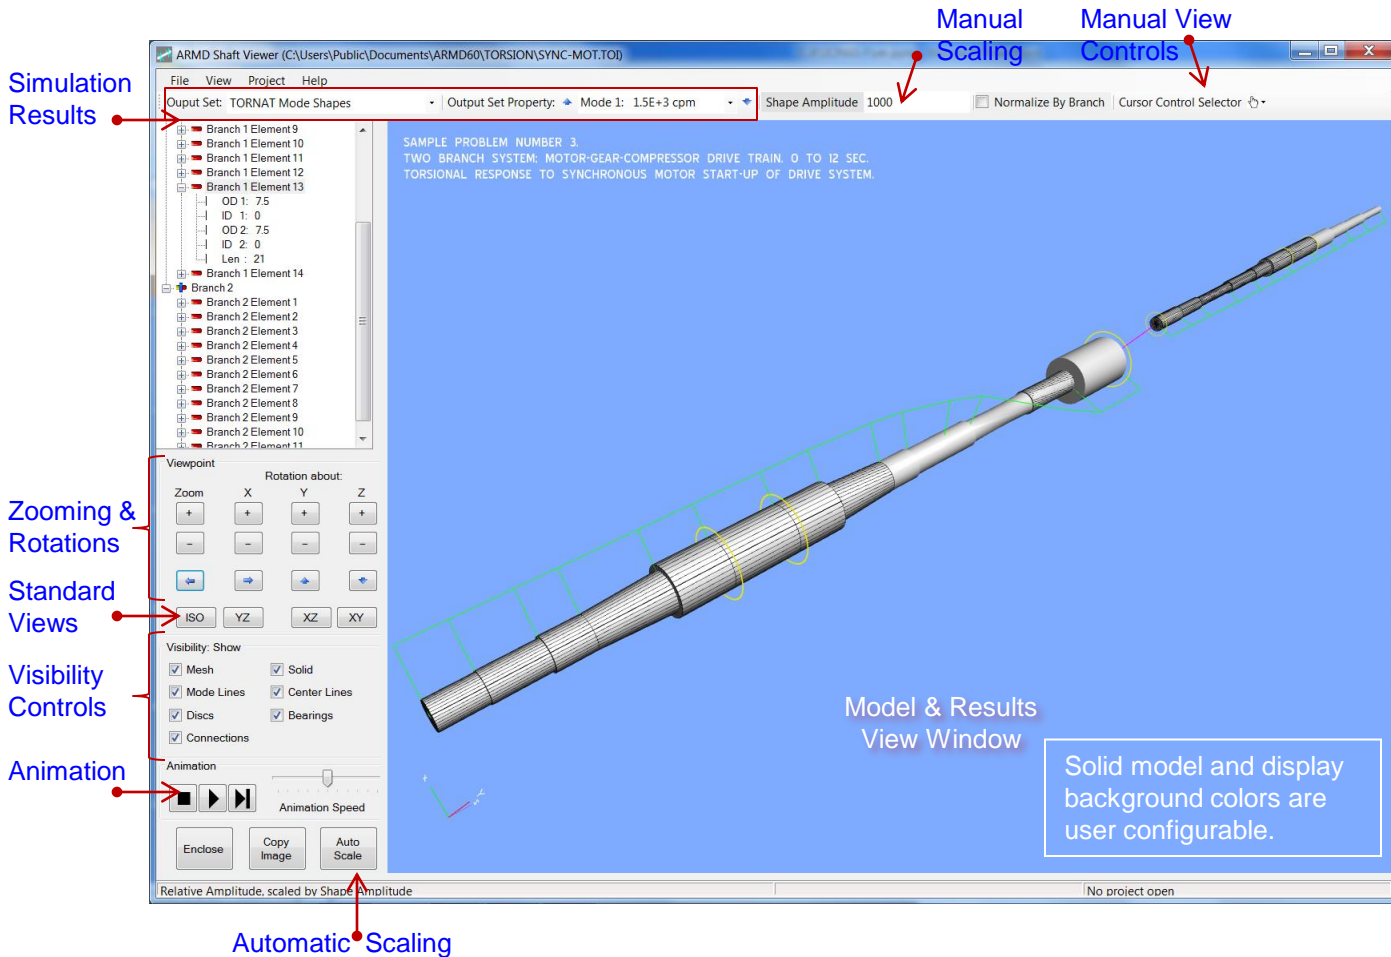 Manual
Scaling
Manual View
Controls
ARMD Shaft Viewer (C:\Users\Public\Documents\ARMD60\TORSION\SYNC-MOT.TOI)
File View Project Help
Simulation
Results
Ouput Set: TORNAT Mode Shapes Output Set Property: Mode 1: 1.5E+3 cpm Shape Amplitude 1000 Normalize By Branch Cursor Control Selector
Branch 1 Element 9
Branch 1 Element 10
Branch 1 Element 11
Branch 1 Element 12
Branch 1 Element 13
OD 1: 7.5
ID 1: 0
OD 2: 7.5
ID 2: 0
Len : 21
Branch 1 Element 14
Branch 2
Branch 2 Element 1
Branch 2 Element 2
Branch 2 Element 3
Branch 2 Element 4
Branch 2 Element 5
Branch 2 Element 6
Branch 2 Element 7
Branch 2 Element 8
Branch 2 Element 9
Branch 2 Element 10
Branch 2 Element 11
SAMPLE PROBLEM NUMBER 3.
TWO BRANCH SYSTEM: MOTOR-GEAR-COMPRESSOR DRIVE TRAIN. 0 TO 12 SEC.
TORSIONAL RESPONSE TO SYNCHRONOUS MOTOR START-UP OF DRIVE SYSTEM.
Viewpoint
Rotation about:
Zoom X Y Z
+ + + +
- - - -
Zooming &
Rotations
Standard
Views
ISO YZ XZ XY
Visibility: Show
Mesh Solid
Mode Lines Center Lines
Discs Bearings
Connections
Visibility
Controls
Animation
Animation
Animation Speed
Enclose
Copy
Image
Auto
Scale
Model & Results
View Window
Solid model and display
background colors are
user configurable.
Relative Amplitude, scaled by Shape Amplitude
No project open
Automatic Scaling